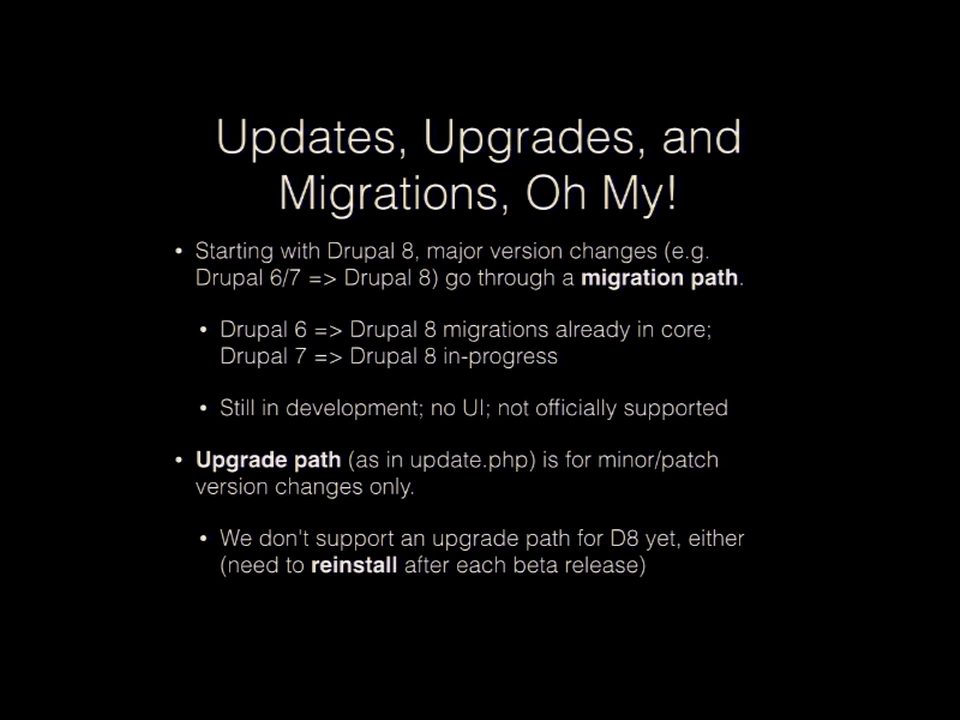 Updates, Upgrades, and
Migrations, Oh My!
• Starting with Drupal 8, major version changes (e.g.
Drupal 6/7 => Drupal 8) go through a migration path.
• Drupal 6 => Drupal 8 migrations already in core;
Drupal 7 => Drupal 8 in-progress
• Still in development; no UI; not officially supported
• Upgrade path (as in update.php) is for minor/patch
version changes only.
• We don't support an upgrade path for D8 yet, either
(need to reinstall after each beta release)